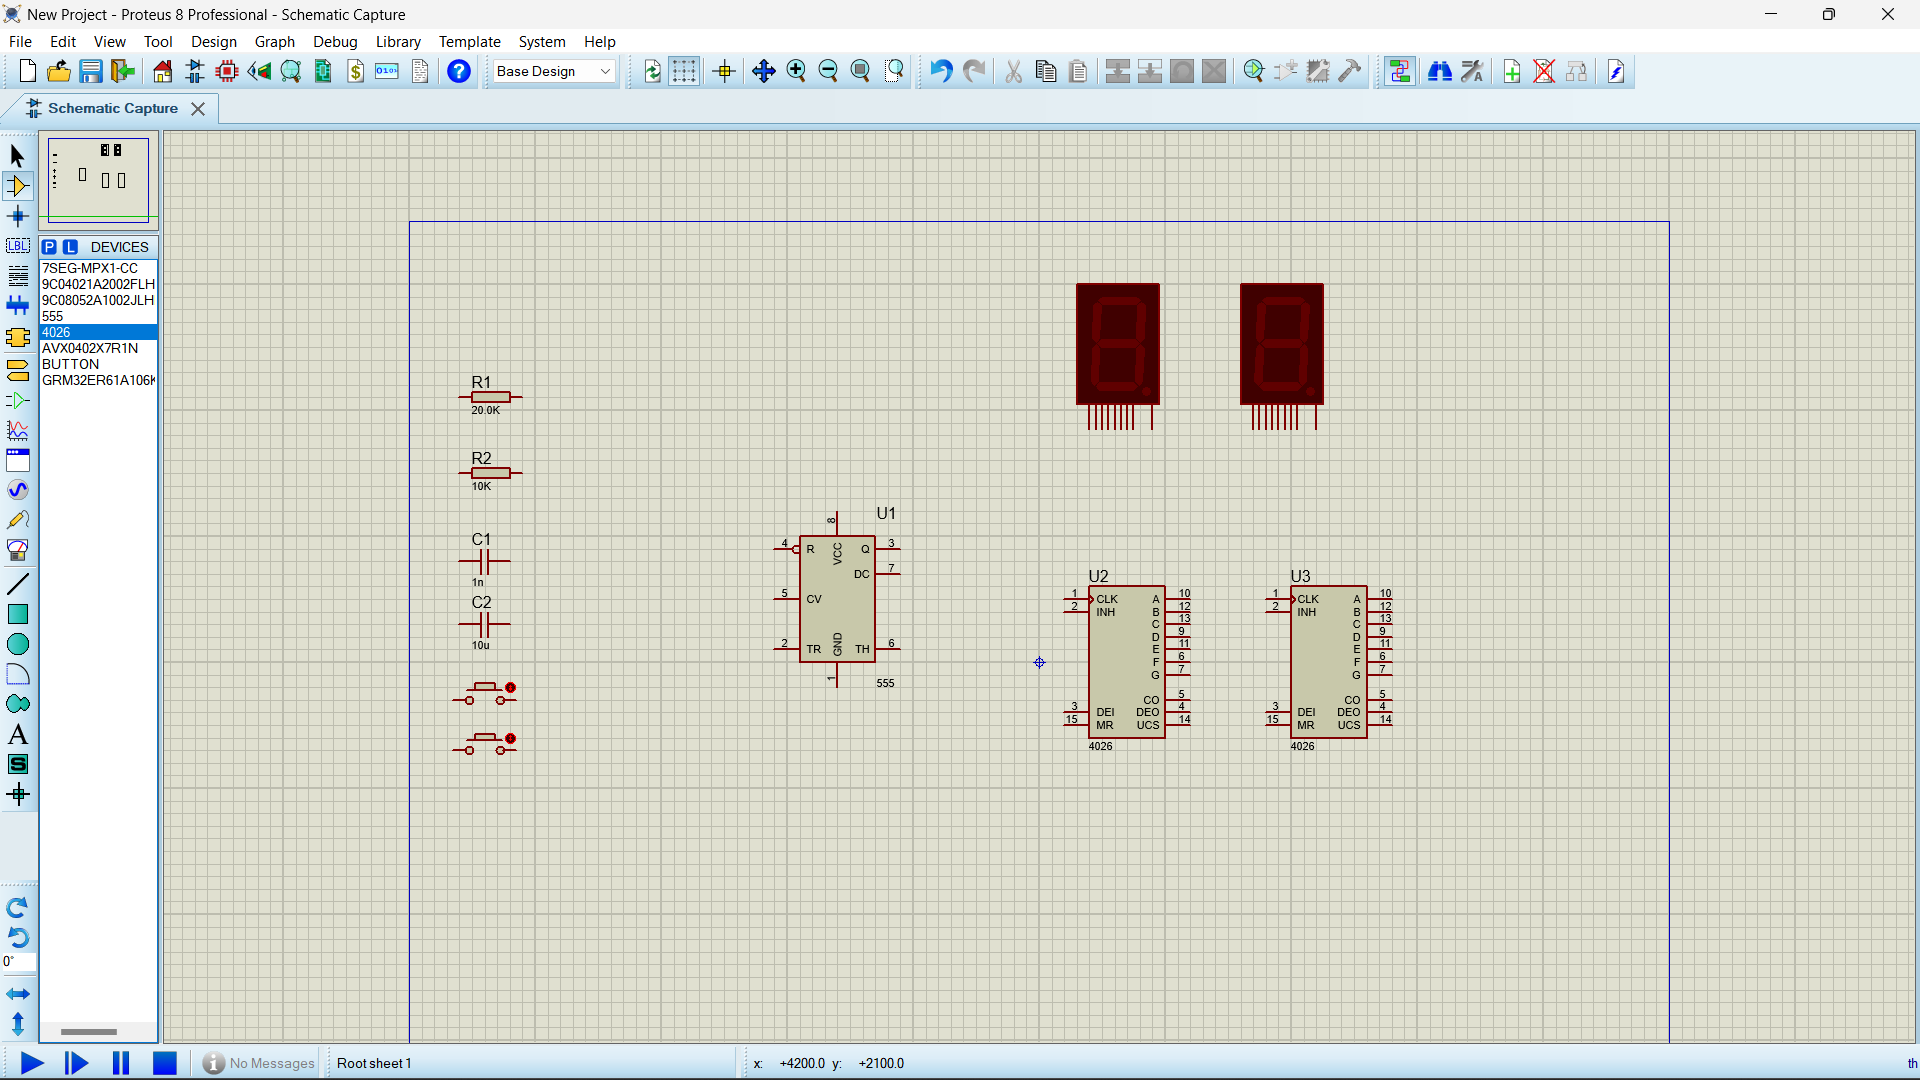 New Project - Proteus 8 Professional - Schematic Capture
File Edit View Tool Design Graph Debug Library Template System Help
Base Design
Schematic Capture
P L DEVICES
7SEG-MPX1-CC
9C04021A2002FLH
9C08052A1002JLH
555
4026
AVX0402X7R1N
BUTTON
GRM32ER61A106K
LBL
A
S
0°
R1
20.0K
R2
10K
C1
1n
C2
10u
U1
8
4 R VCC Q 3
DC 7
5 CV
2 TR GND TH 6
1
555
U2
1 CLK A 10
2 INH B 12
C 13
D 9
E 11
F 6
G 7
CO 5
3 DEI DEO 4
15 MR UCS 14
4026
U3
1 CLK A 10
2 INH B 12
C 13
D 9
E 11
F 6
G 7
CO 5
3 DEI DEO 4
15 MR UCS 14
4026
No Messages Root sheet 1 x: +4200.0 y: +2100.0 th